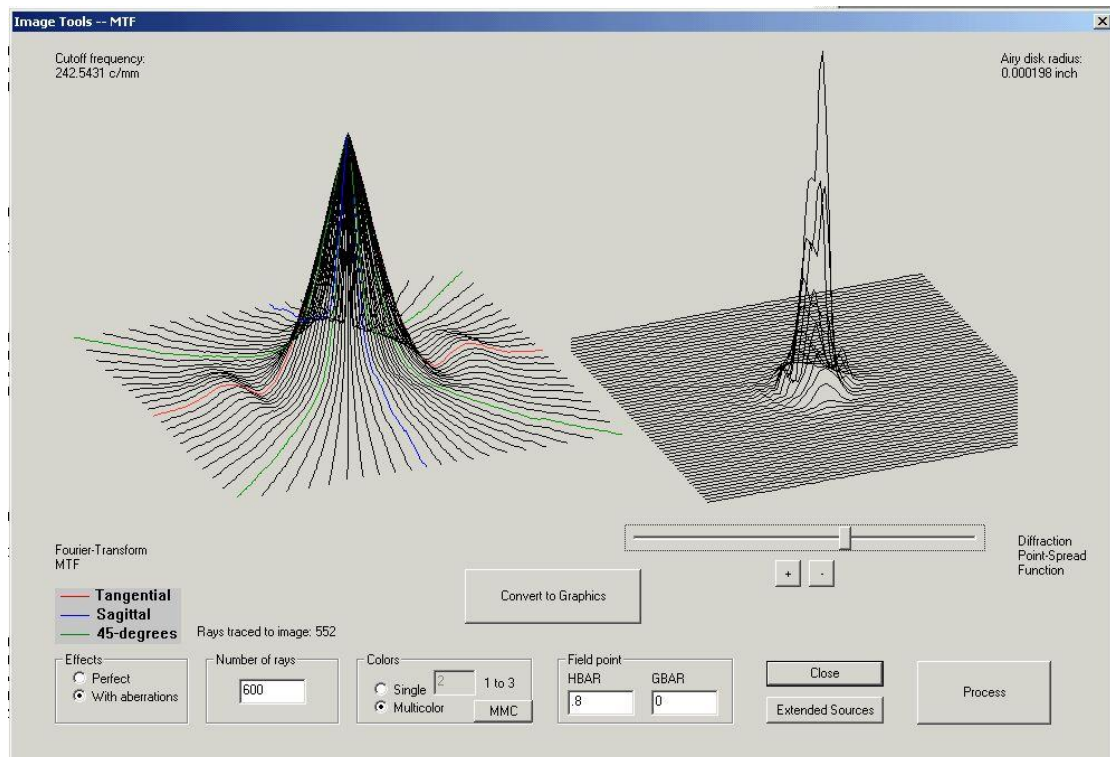 Image Tools -- MTF
Cutoff frequency:
242.5431 c/mm
Airy disk radius:
0.000198 inch
Fourier-Transform
MTF
Diffraction
Point-Spread
Function
+ -
Convert to Graphics
Tangential
Sagittal
45-degrees
Rays traced to image: 552
Effects
Perfect
With aberrations
Number of rays
600
Colors
Single 2 1 to 3
Multicolor MMC
Field point
HBAR GBAR
.8 0
Close
Extended Sources
Process